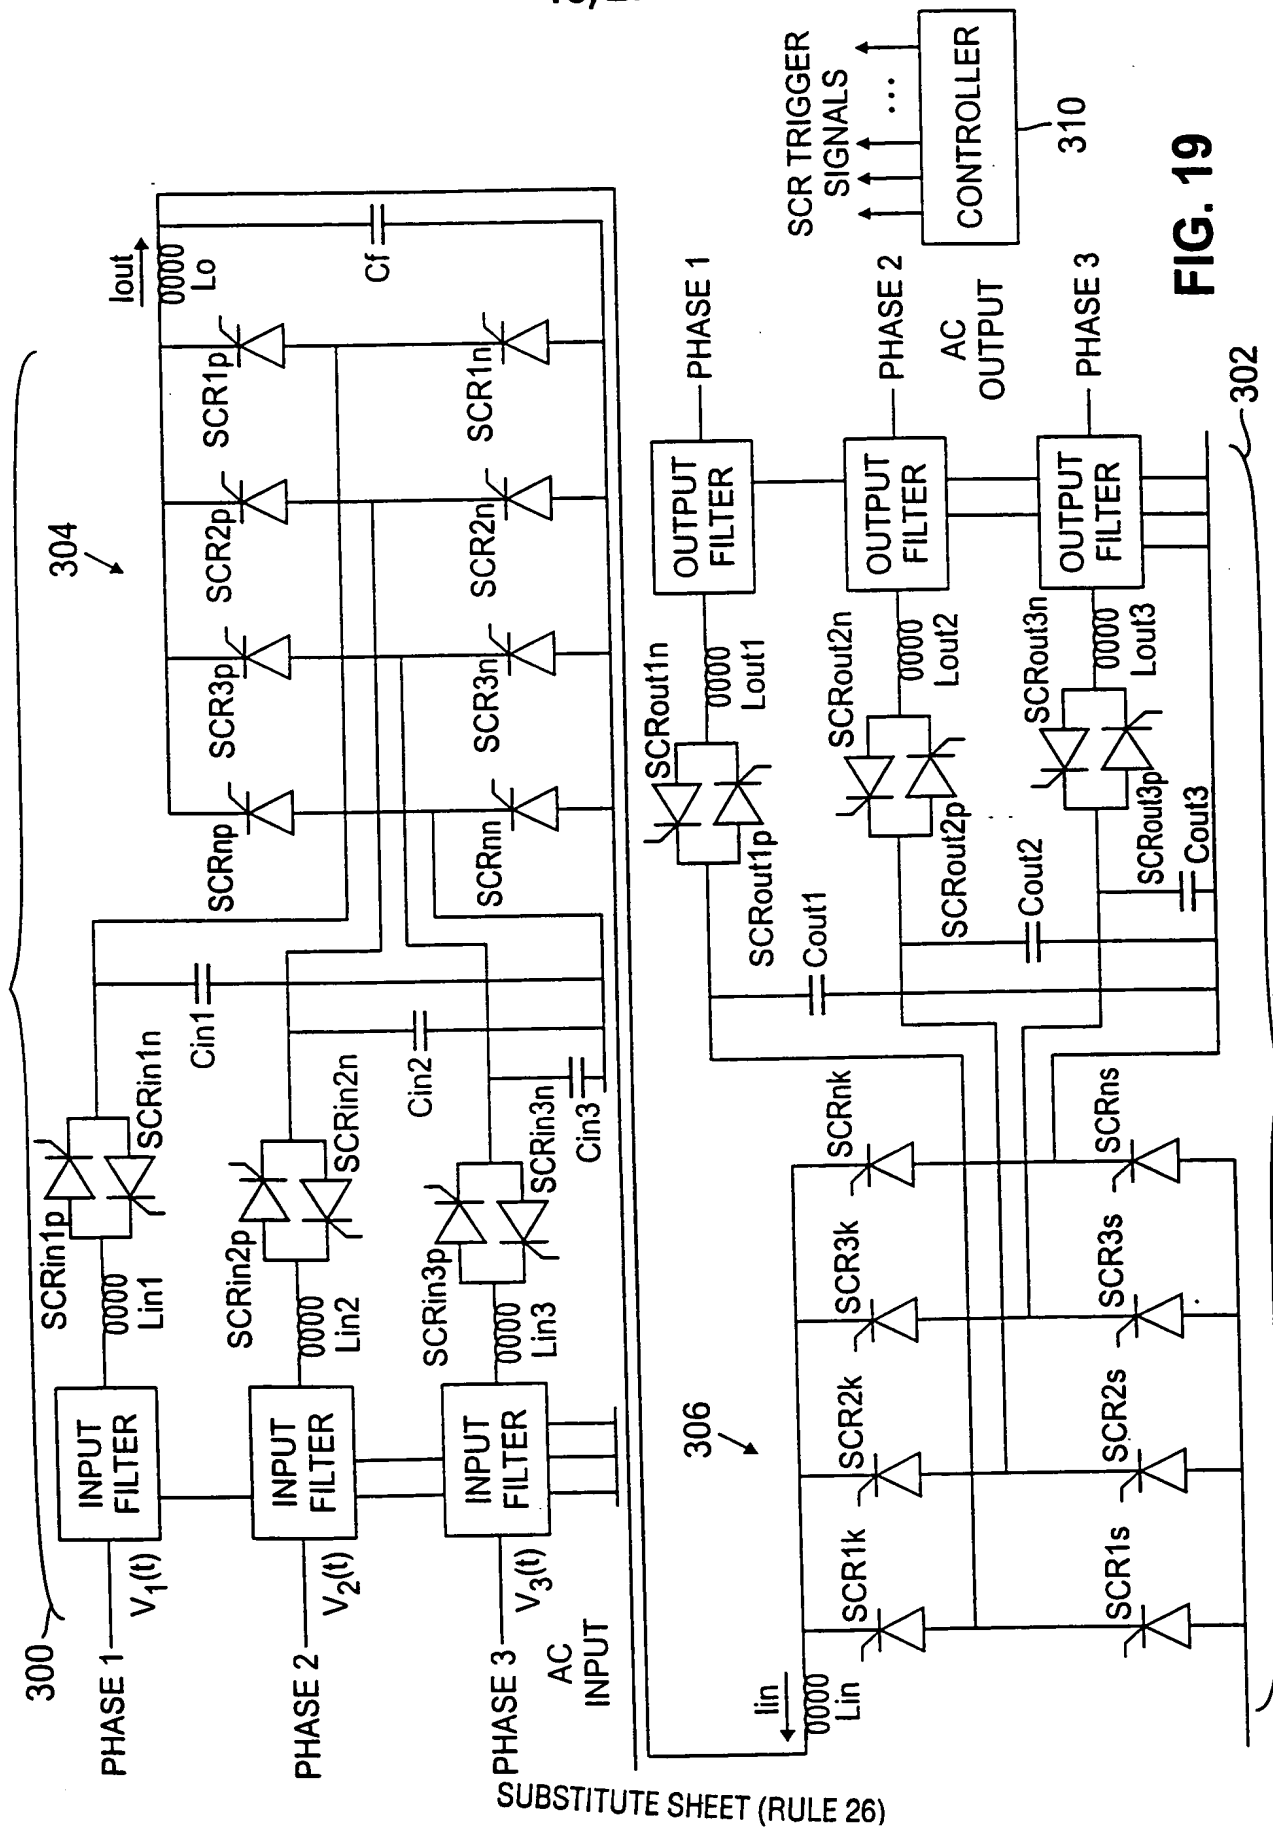 300
PHASE 1
V1(t)
INPUT
FILTER
Lin1
SCRin1p
SCRin1n
Cin1
PHASE 2
V2(t)
INPUT
FILTER
Lin2
SCRin2p
SCRin2n
Cin2
PHASE 3
V3(t)
INPUT
FILTER
Lin3
SCRin3p
SCRin3n
Cin3
AC
INPUT
304
SCRnp
SCR3p
SCR2p
SCR1p
SCRnn
SCR3n
SCR2n
SCR1n
Iout
Lo
Cf
306
Iin
Lin
SCR1k
SCR2k
SCR3k
SCRnk
SCR1s
SCR2s
SCR3s
SCRns
Cout1
SCRout1p
SCRout1n
Lout1
OUTPUT
FILTER
PHASE 1
Cout2
SCRout2p
SCRout2n
Lout2
OUTPUT
FILTER
PHASE 2
AC
OUTPUT
Cout3
SCRout3p
SCRout3n
Lout3
OUTPUT
FILTER
PHASE 3
302
SCR TRIGGER
SIGNALS
...
CONTROLLER
310
FIG. 19
SUBSTITUTE SHEET (RULE 26)